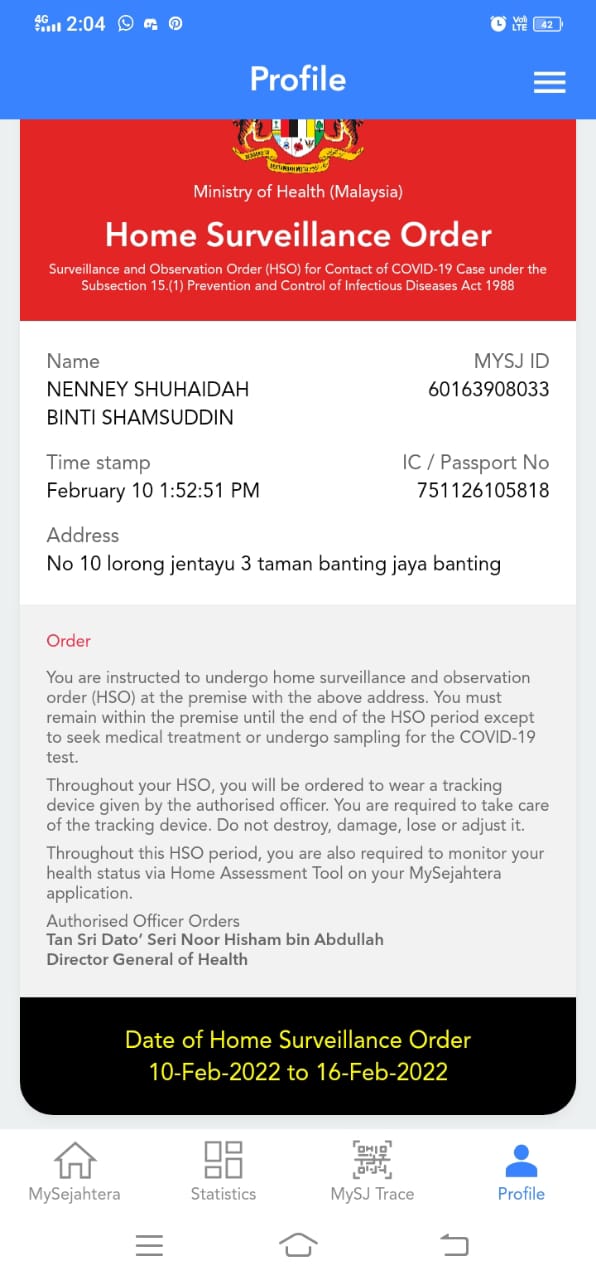 4G 2:04 VoII LTE 42
Profile
Ministry of Health (Malaysia)
Home Surveillance Order
Surveillance and Observation Order (HSO) for Contact of COVID-19 Case under the
Subsection 15.(1) Prevention and Control of Infectious Diseases Act 1988
Name MYSJ ID
NENNEY SHUHAIDAH 60163908033
BINTI SHAMSUDDIN
Time stamp IC / Passport No
February 10 1:52:51 PM 751126105818
Address
No 10 lorong jentayu 3 taman banting jaya banting
Order
You are instructed to undergo home surveillance and observation
order (HSO) at the premise with the above address. You must
remain within the premise until the end of the HSO period except
to seek medical treatment or undergo sampling for the COVID-19
test.
Throughout your HSO, you will be ordered to wear a tracking
device given by the authorised officer. You are required to take care
of the tracking device. Do not destroy, damage, lose or adjust it.
Throughout this HSO period, you are also required to monitor your
health status via Home Assessment Tool on your MySejahtera
application.
Authorised Officer Orders
Tan Sri Dato’ Seri Noor Hisham bin Abdullah
Director General of Health
Date of Home Surveillance Order
10-Feb-2022 to 16-Feb-2022
MySejahtera Statistics MySJ Trace Profile